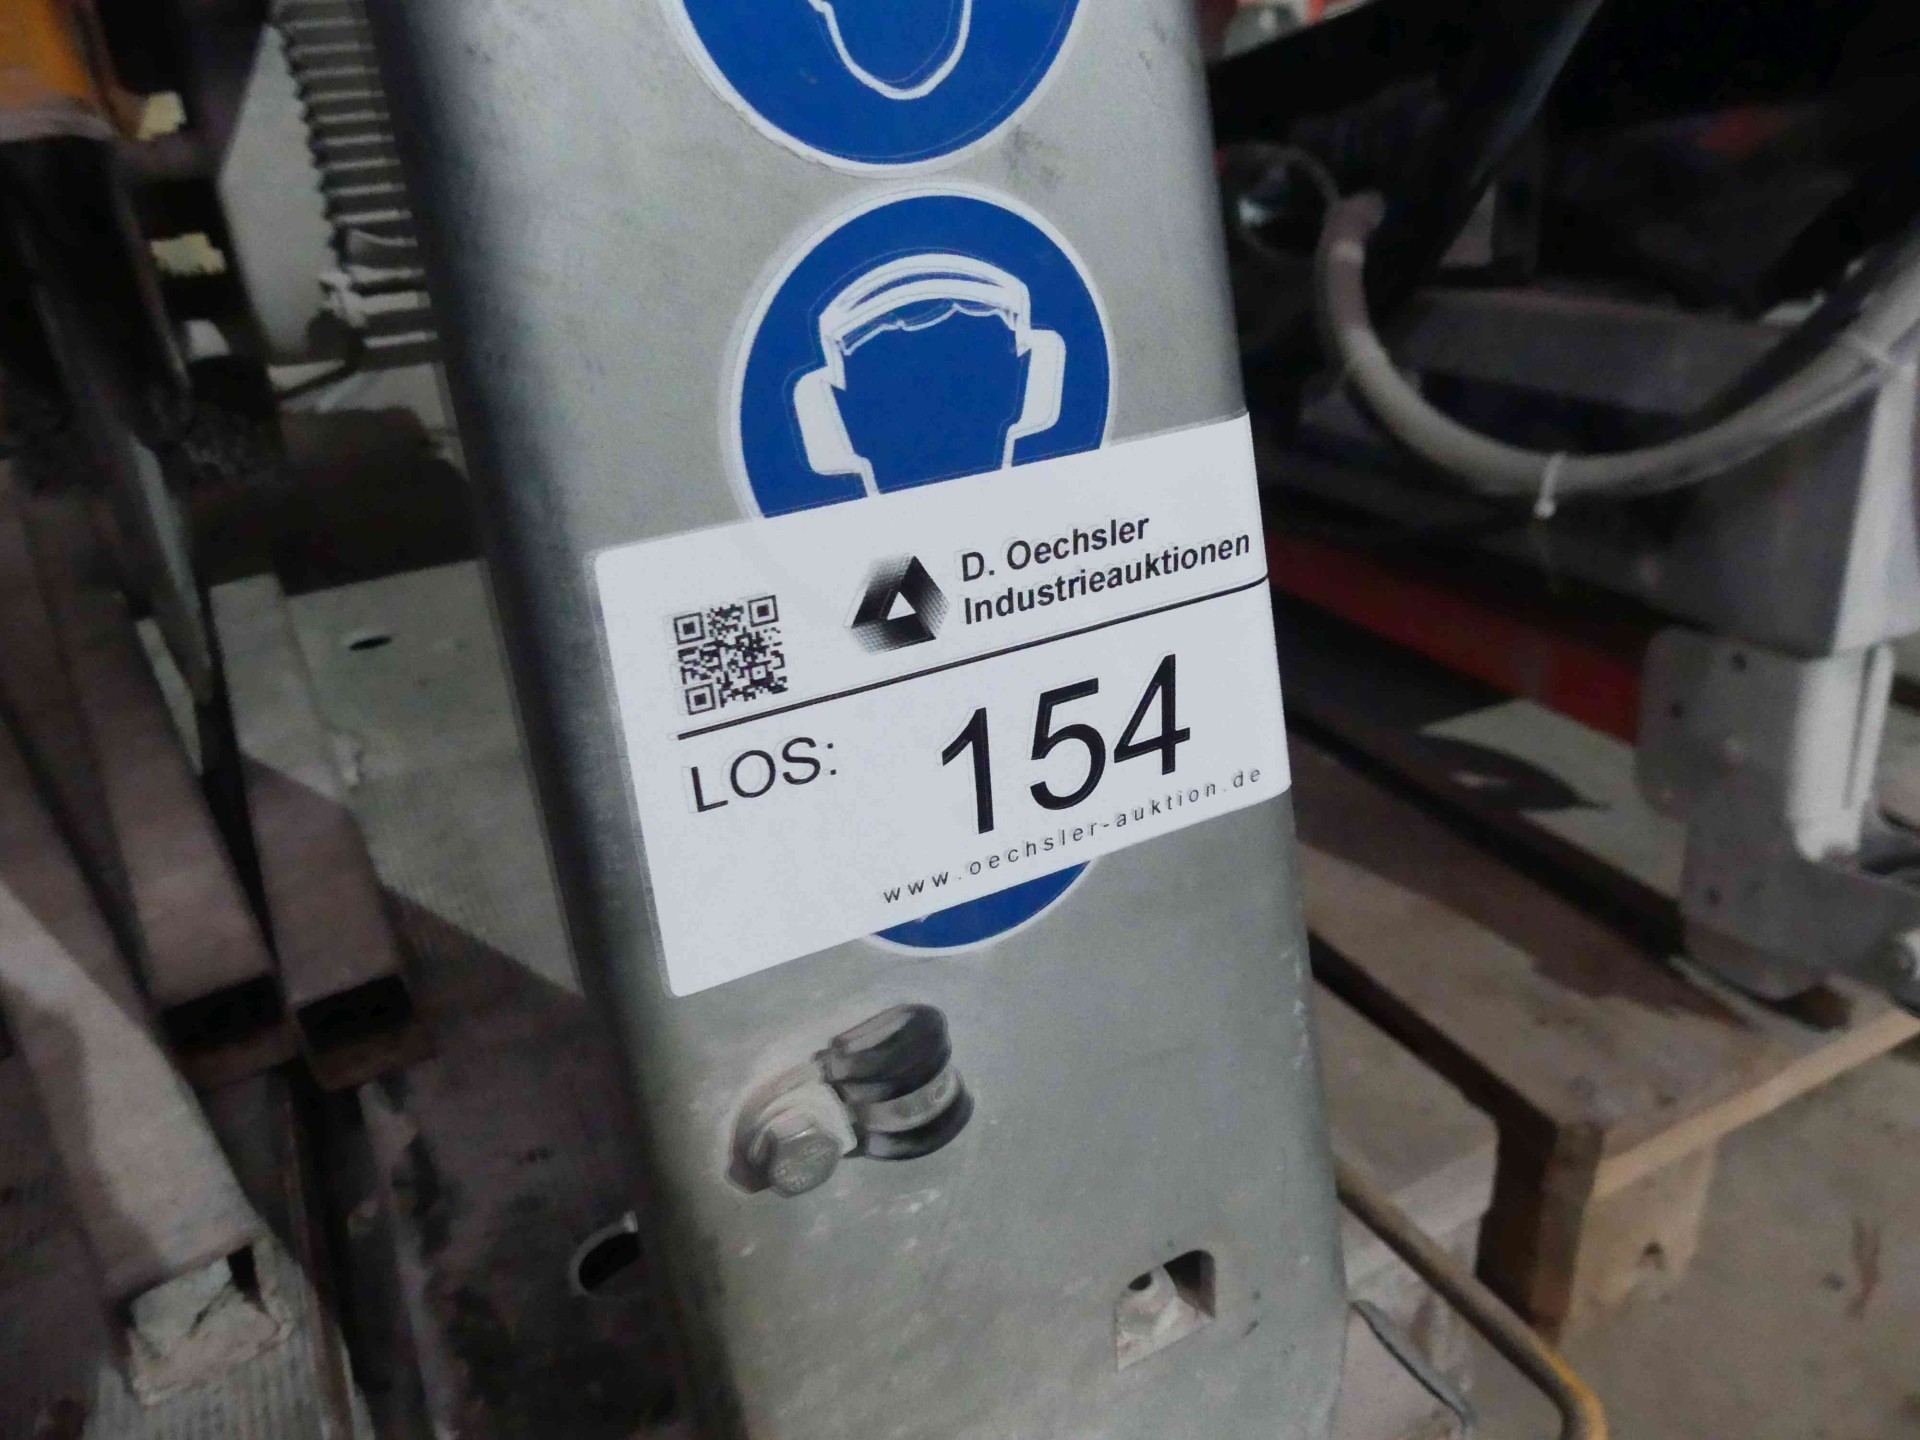 D. Oechsler
Industrieauktionen
LOS: 154
www.oechsler-auktion.de